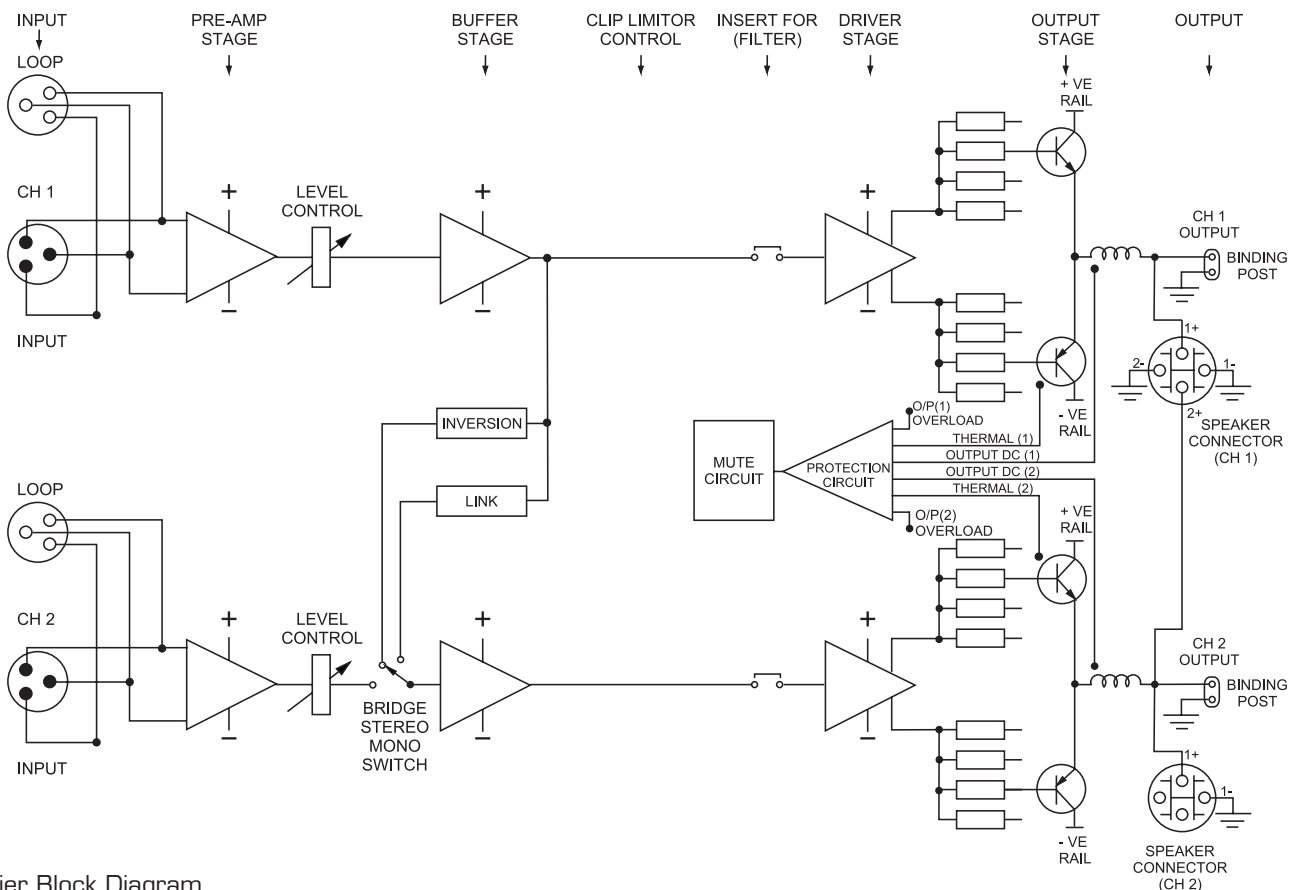 INPUT
PRE-AMP
STAGE
BUFFER
STAGE
CLIP LIMITOR
CONTROL
INSERT FOR
(FILTER)
DRIVER
STAGE
OUTPUT
STAGE
OUTPUT
LOOP
+ VE
RAIL
CH 1
+
LEVEL
CONTROL
+
+
CH 1
OUTPUT
BINDING
POST
INPUT
–
–
–
1+
2-
1-
2+
- VE
RAIL
SPEAKER
CONNECTOR
(CH 1)
INVERSION
LINK
MUTE
CIRCUIT
PROTECTION
CIRCUIT
O/P(1)
OVERLOAD
THERMAL (1)
OUTPUT DC (1)
OUTPUT DC (2)
THERMAL (2)
O/P(2)
OVERLOAD
LOOP
+ VE
RAIL
CH 2
+
LEVEL
CONTROL
+
+
CH 2
OUTPUT
BINDING
POST
BRIDGE
STEREO
MONO
SWITCH
INPUT
–
–
–
1+
1-
- VE
RAIL
SPEAKER
CONNECTOR
(CH 2)
ier Block Diagram